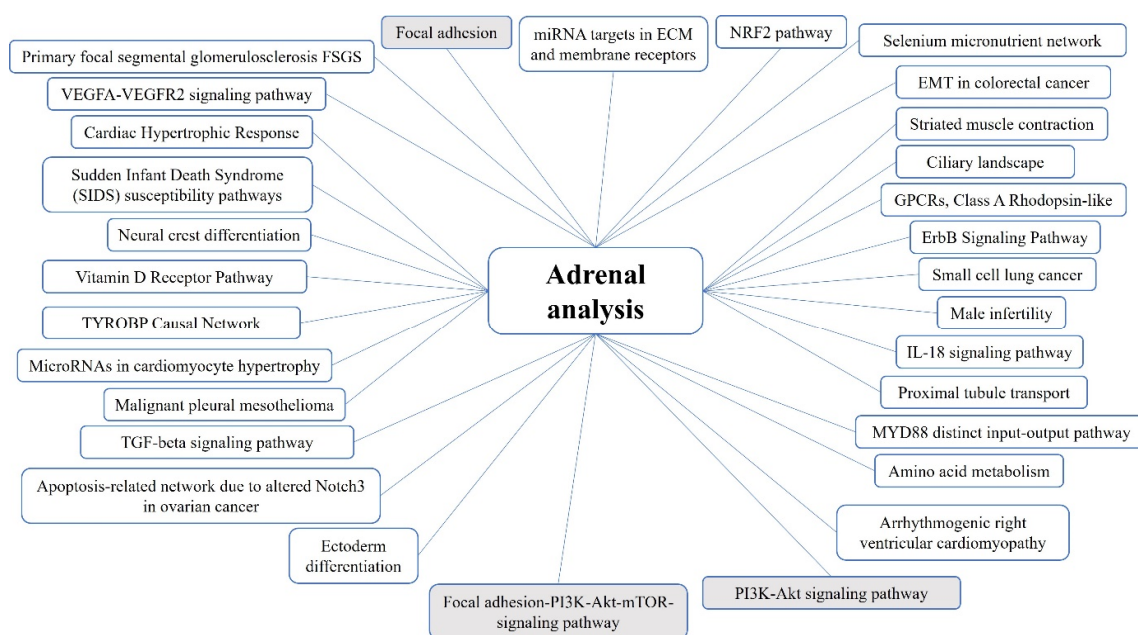 Focal adhesion
miRNA targets in ECM
and membrane receptors
NRF2 pathway
Selenium micronutrient network
Primary focal segmental glomerulosclerosis FSGS
EMT in colorectal cancer
VEGFA-VEGFR2 signaling pathway
Striated muscle contraction
Cardiac Hypertrophic Response
Ciliary landscape
Sudden Infant Death Syndrome
(SIDS) susceptibility pathways
GPCRs, Class A Rhodopsin-like
Neural crest differentiation
ErbB Signaling Pathway
Adrenal
analysis
Vitamin D Receptor Pathway
Small cell lung cancer
TYROBP Causal Network
Male infertility
MicroRNAs in cardiomyocyte hypertrophy
IL-18 signaling pathway
Malignant pleural mesothelioma
Proximal tubule transport
TGF-beta signaling pathway
MYD88 distinct input-output pathway
Apoptosis-related network due to altered Notch3
in ovarian cancer
Amino acid metabolism
Ectoderm
differentiation
Arrhythmogenic right
ventricular cardiomyopathy
Focal adhesion-PI3K-Akt-mTOR-
signaling pathway
PI3K-Akt signaling pathway